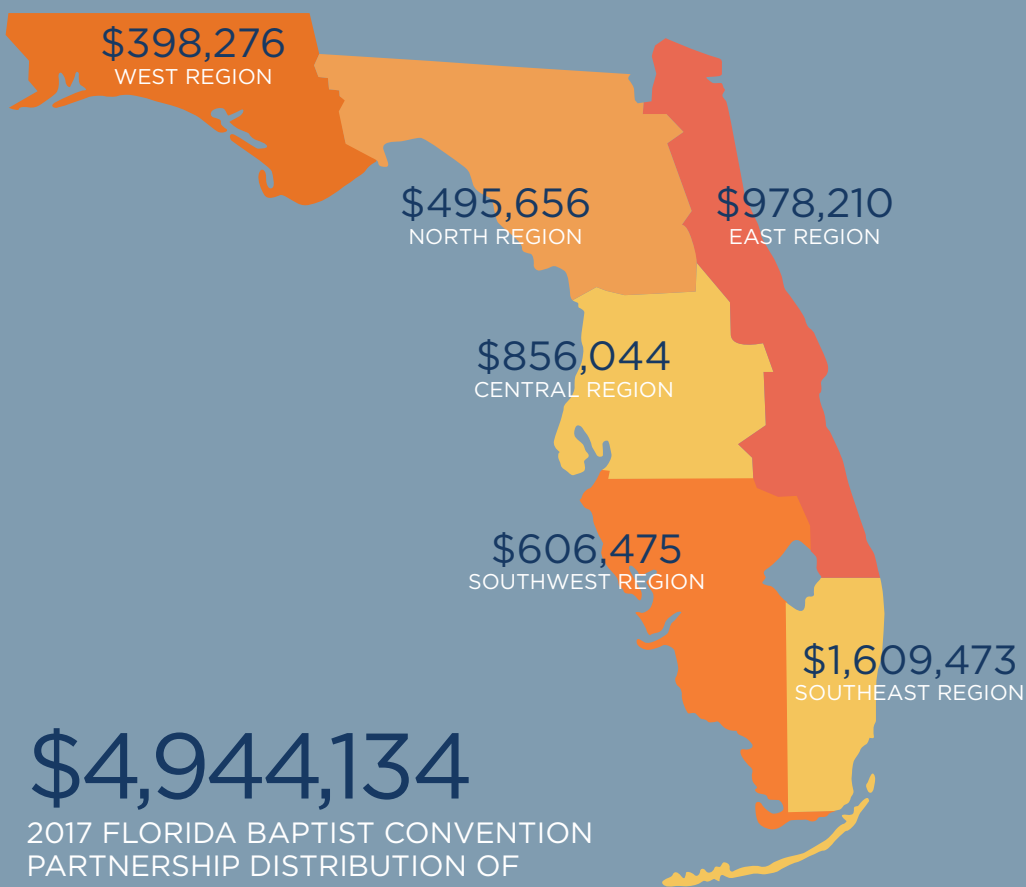 $398,276
WEST REGION
$495,656
NORTH REGION
$978,210
EAST REGION
$856,044
CENTRAL REGION
$606,475
SOUTHWEST REGION
$1,609,473
SOUTHEAST REGION
$4,944,134
2017 FLORIDA BAPTIST CONVENTION
PARTNERSHIP DISTRIBUTION OF